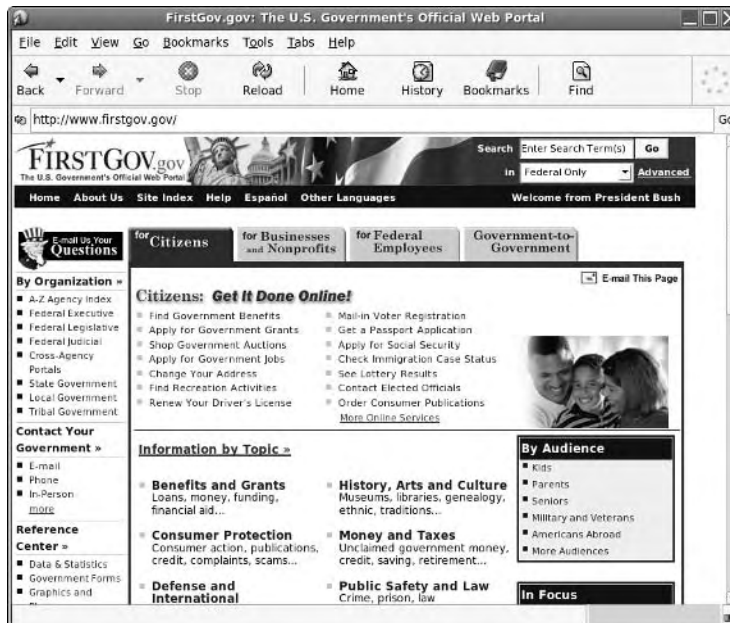 FirstGov.gov: The U.S. Government's Official Web Portal
File Edit View Go Bookmarks Tools Tabs Help
Back Forward Stop Reload Home History Bookmarks Find
http://www.firstgov.gov/ Go
FIRSTGOV.gov
The U.S. Government's Official Web Portal
Search Enter Search Term(s) Go
in Federal Only Advanced
Home About Us Site Index Help Español Other Languages Welcome from President Bush
E-mail Us Your
Questions
for Citizens
for Businesses
and Nonprofits
for Federal
Employees
Government-to-
Government
By Organization »
A-Z Agency Index
Federal Executive
Federal Legislative
Federal Judicial
Cross-Agency
Portals
State Government
Local Government
Tribal Government
Contact Your
Government »
E-mail
Phone
In-Person
more
Reference
Center »
Data & Statistics
Government Forms
Graphics and
E-mail This Page
Citizens: Get It Done Online!
Find Government Benefits
Apply for Government Grants
Shop Government Auctions
Apply for Government Jobs
Change Your Address
Find Recreation Activities
Renew Your Driver's License
Mail-in Voter Registration
Get a Passport Application
Apply for Social Security
Check Immigration Case Status
See Lottery Results
Contact Elected Officials
Order Consumer Publications
More Online Services
Information by Topic »
Benefits and Grants
Loans, money, funding,
financial aid...
Consumer Protection
Consumer action, publications,
credit, complaints, scams...
Defense and
International
History, Arts and Culture
Museums, libraries, genealogy,
ethnic, traditions...
Money and Taxes
Unclaimed government money,
credit, saving, retirement...
Public Safety and Law
Crime, prison, law
By Audience
Kids
Parents
Seniors
Military and Veterans
Americans Abroad
More Audiences
In Focus